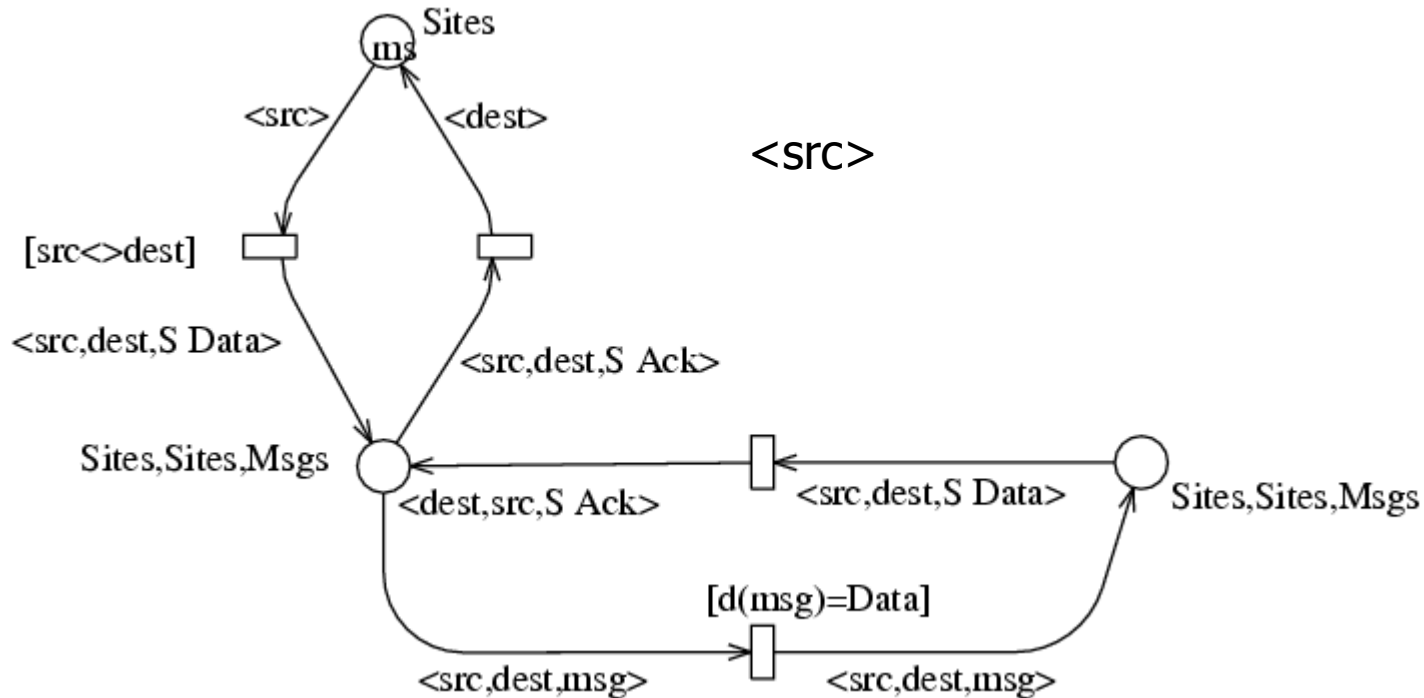 Sites
ms
<src>
<dest>
<src>
[src<>dest]
<src,dest,S Data>
<src,dest,S Ack>
Sites,Sites,Msgs
<dest,src,S Ack>
<src,dest,S Data>
Sites,Sites,Msgs
[d(msg)=Data]
<src,dest,msg>
<src,dest,msg>